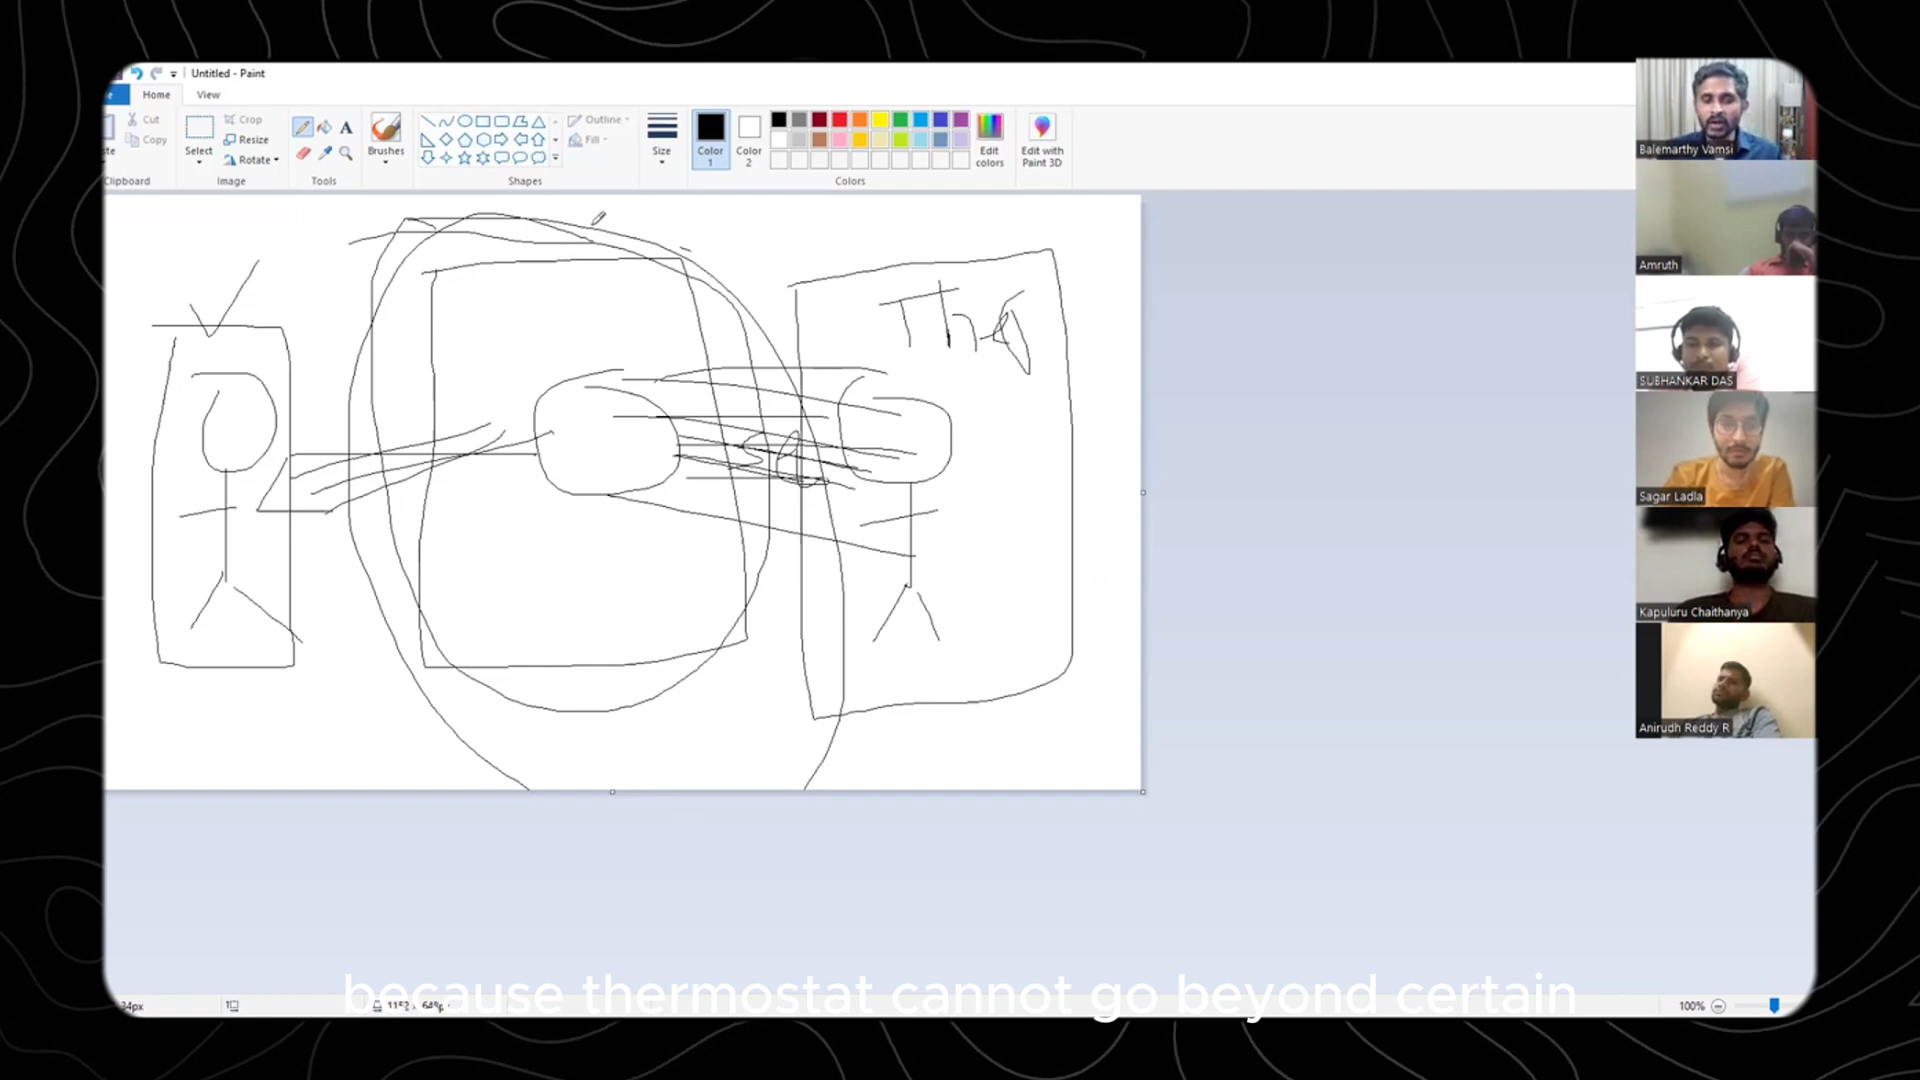 Untitled - Paint
Home View
Cut
Copy
Clipboard
Select
Crop
Resize
Rotate
Image
Tools
Brushes
Shapes
Outline
Fill
Size
Color 1
Color 2
Colors
Edit colors
Edit with Paint 3D
Balemarthy Vamsi
Amruth
SUBHANKAR DAS
Sagar Ladla
Kapuluru Chaithanya
Anirudh Reddy R
because thermostat cannot go beyond certain
100%